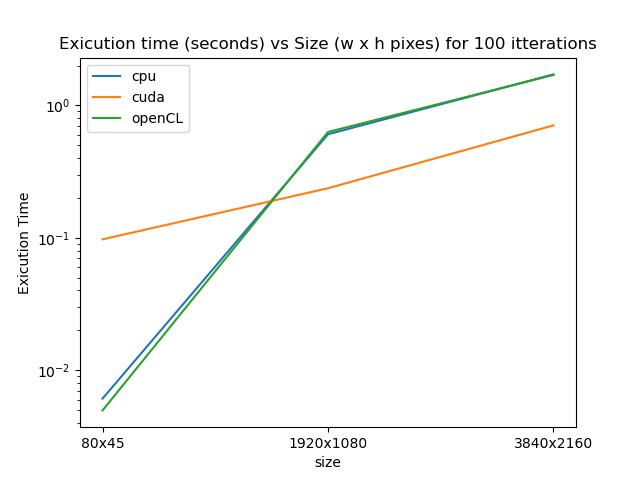 Exicution time (seconds) vs Size (w x h pixes) for 100 itterations
cpu
cuda
openCL
10⁰
10⁻¹
10⁻²
Exicution Time
80x45
1920x1080
3840x2160
size